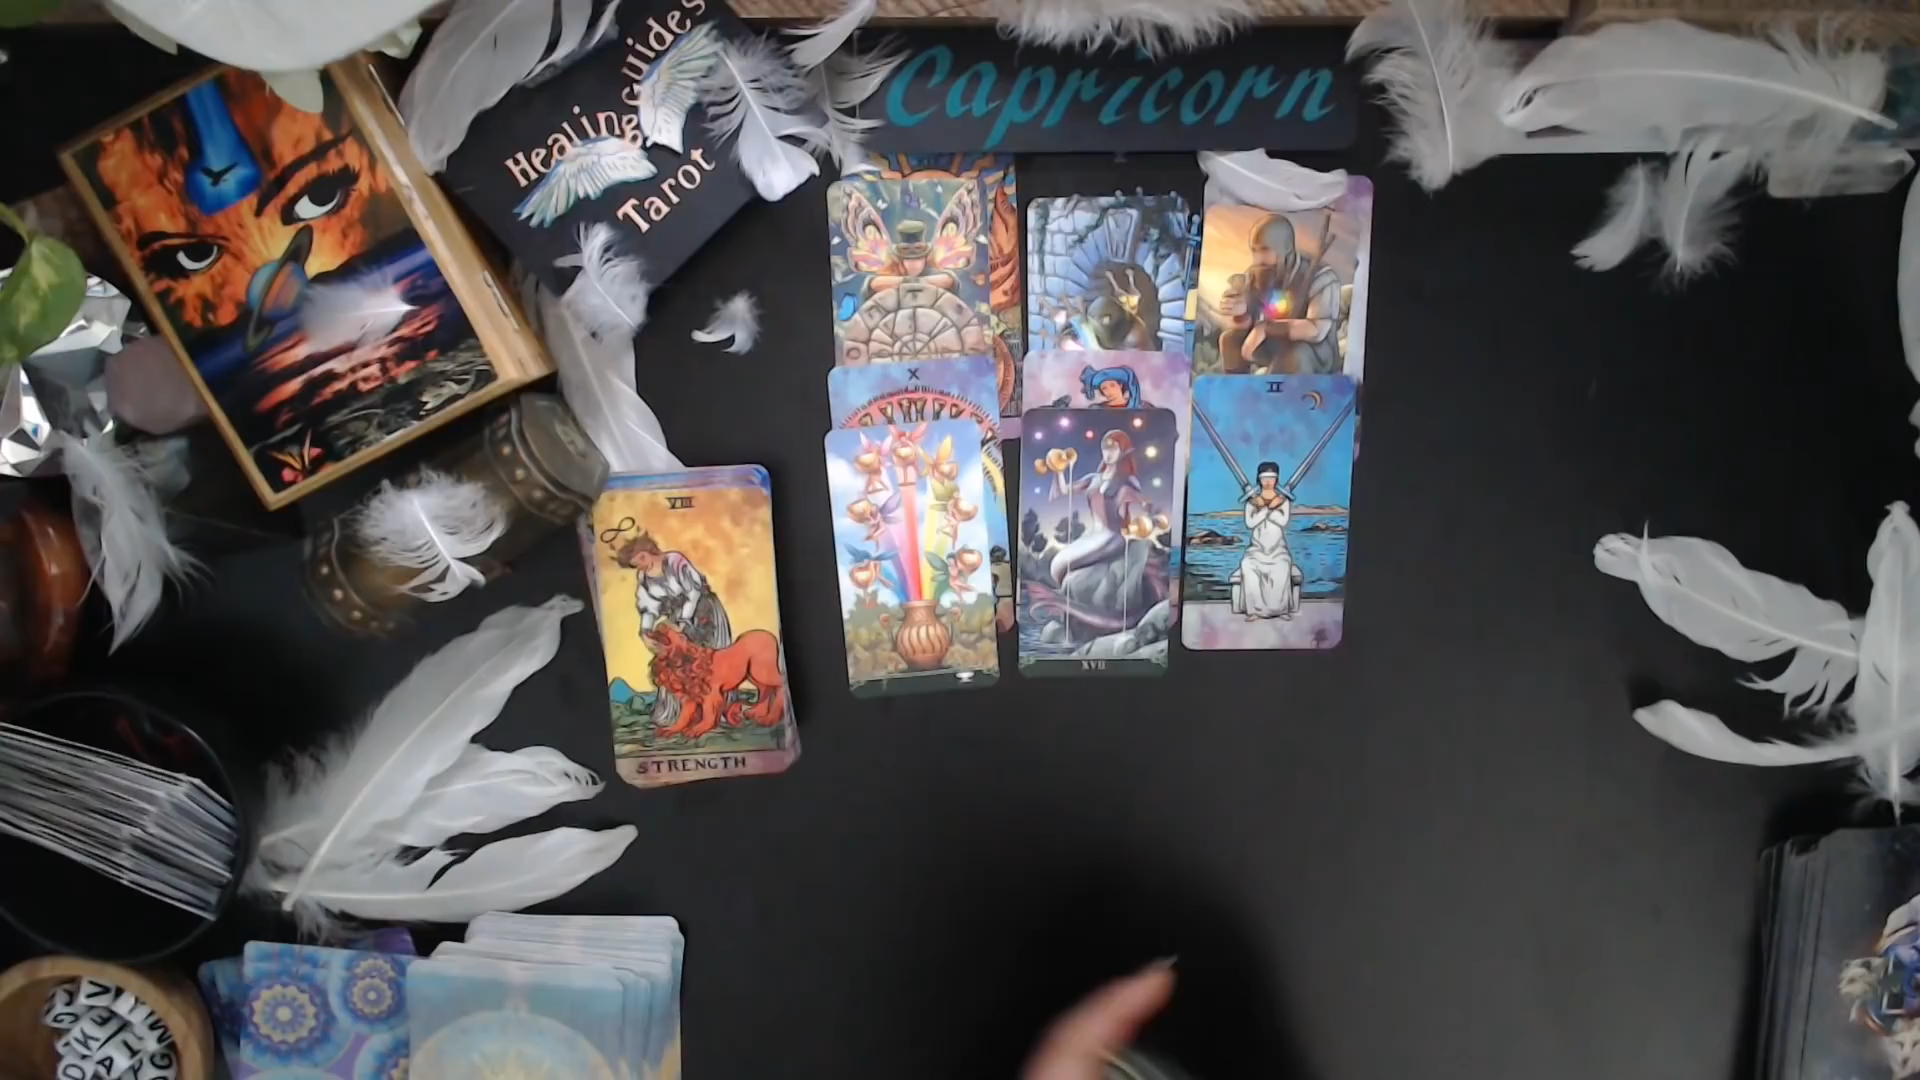 Healing
guides
Tarot
Capricorn
X
II
VIII
STRENGTH
XVII